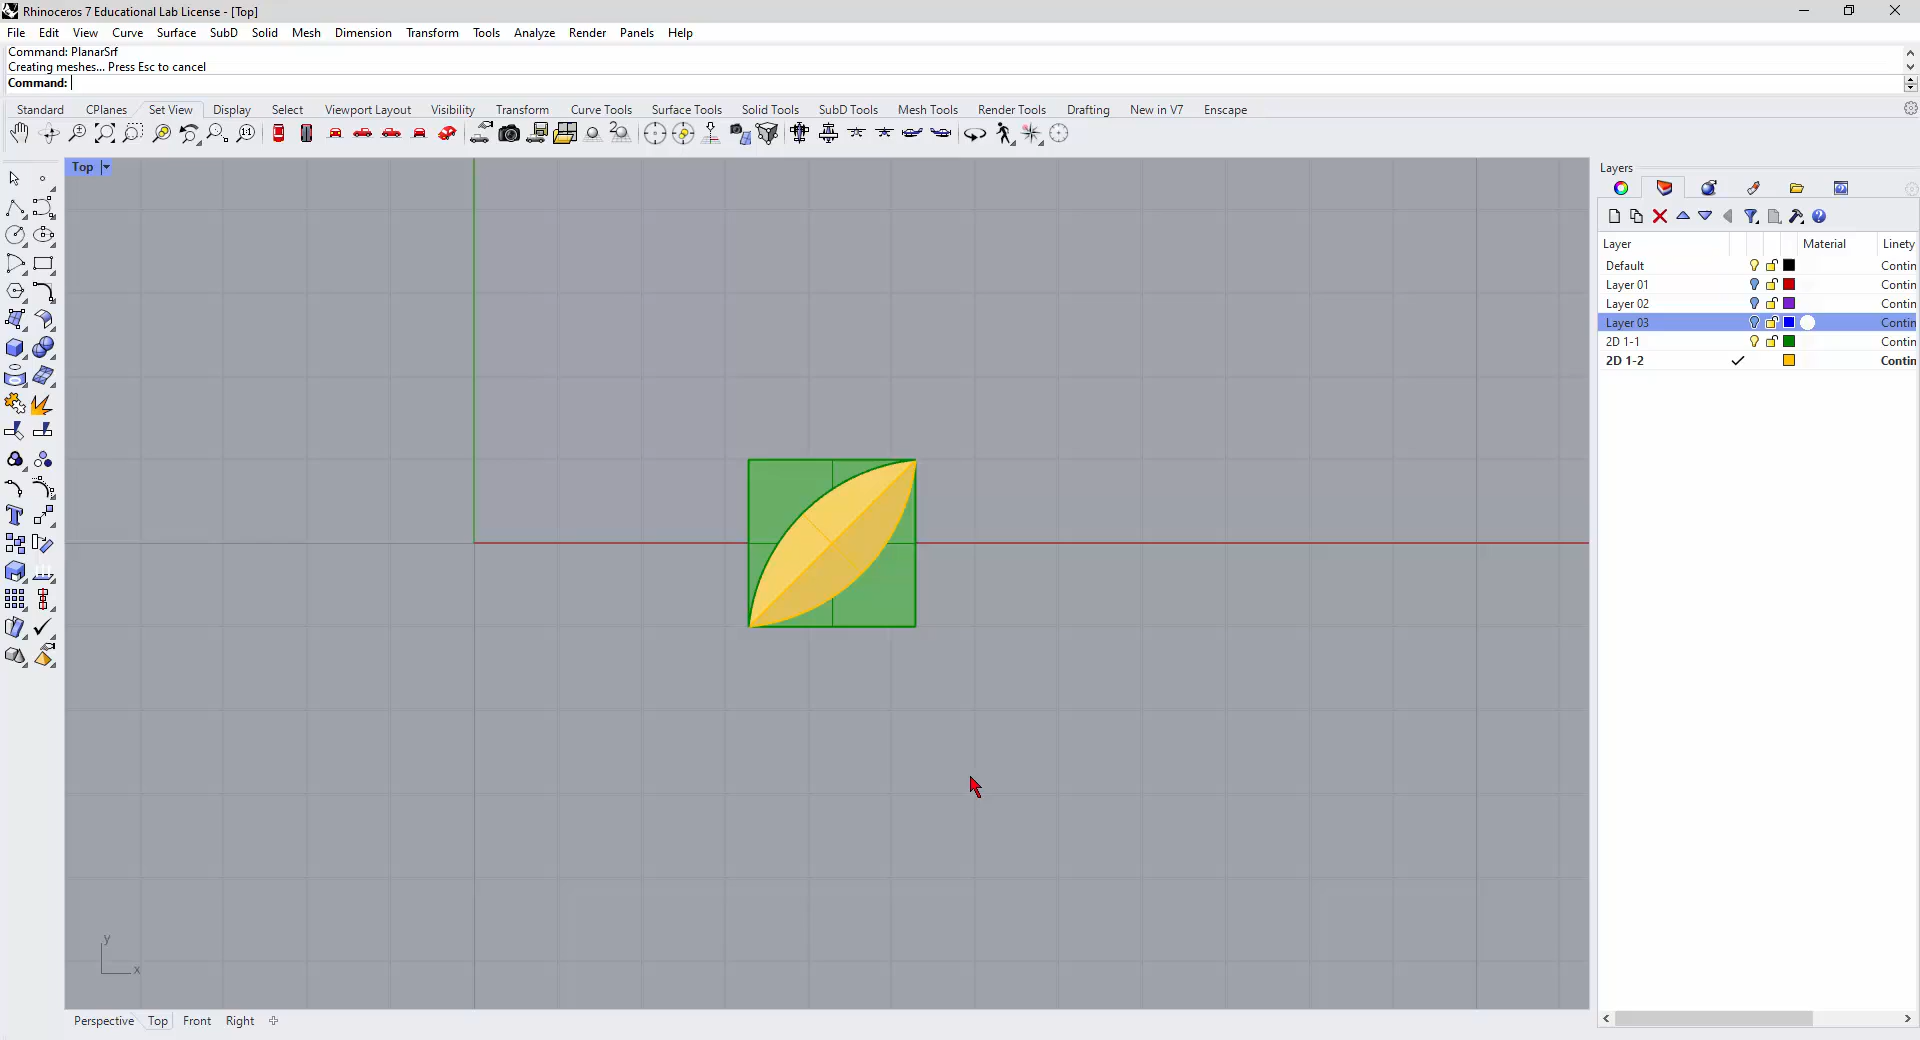 Rhinoceros 7 Educational Lab License - [Top]
File Edit View Curve Surface SubD Solid Mesh Dimension Transform Tools Analyze Render Panels Help
Command: PlanarSrf
Creating meshes... Press Esc to cancel
Command:
Standard CPlanes Set View Display Select Viewport Layout Visibility Transform Curve Tools Surface Tools Solid Tools SubD Tools Mesh Tools Render Tools Drafting New in V7 Enscape
Top
Layers
Layer Material Linety
Default Contin
Layer 01 Contin
Layer 02 Contin
Layer 03 Contin
2D 1-1 Contin
2D 1-2 Contin
y
x
Perspective Top Front Right